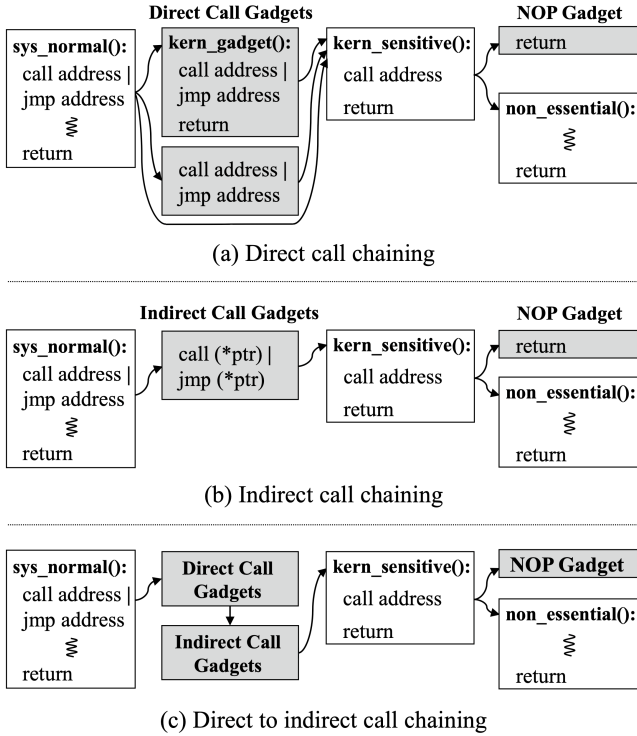 Direct Call Gadgets
NOP Gadget
sys_normal():
call address |
jmp address
return
kern_gadget():
call address |
jmp address
return
call address |
jmp address
kern_sensitive():
call address
return
return
non_essential():
return
(a) Direct call chaining
Indirect Call Gadgets
NOP Gadget
sys_normal():
call address |
jmp address
return
call (*ptr) |
jmp (*ptr)
kern_sensitive():
call address
return
return
non_essential():
return
(b) Indirect call chaining
sys_normal():
call address |
jmp address
return
Direct Call
Gadgets
Indirect Call
Gadgets
kern_sensitive():
call address
return
NOP Gadget
non_essential():
return
(c) Direct to indirect call chaining